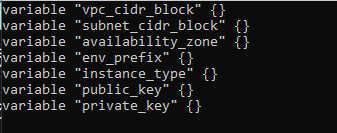 variable "vpc_cidr_block" {}
variable "subnet_cidr_block" {}
variable "availability_zone" {}
variable "env_prefix" {}
variable "instance_type" {}
variable "public_key" {}
variable "private_key" {}